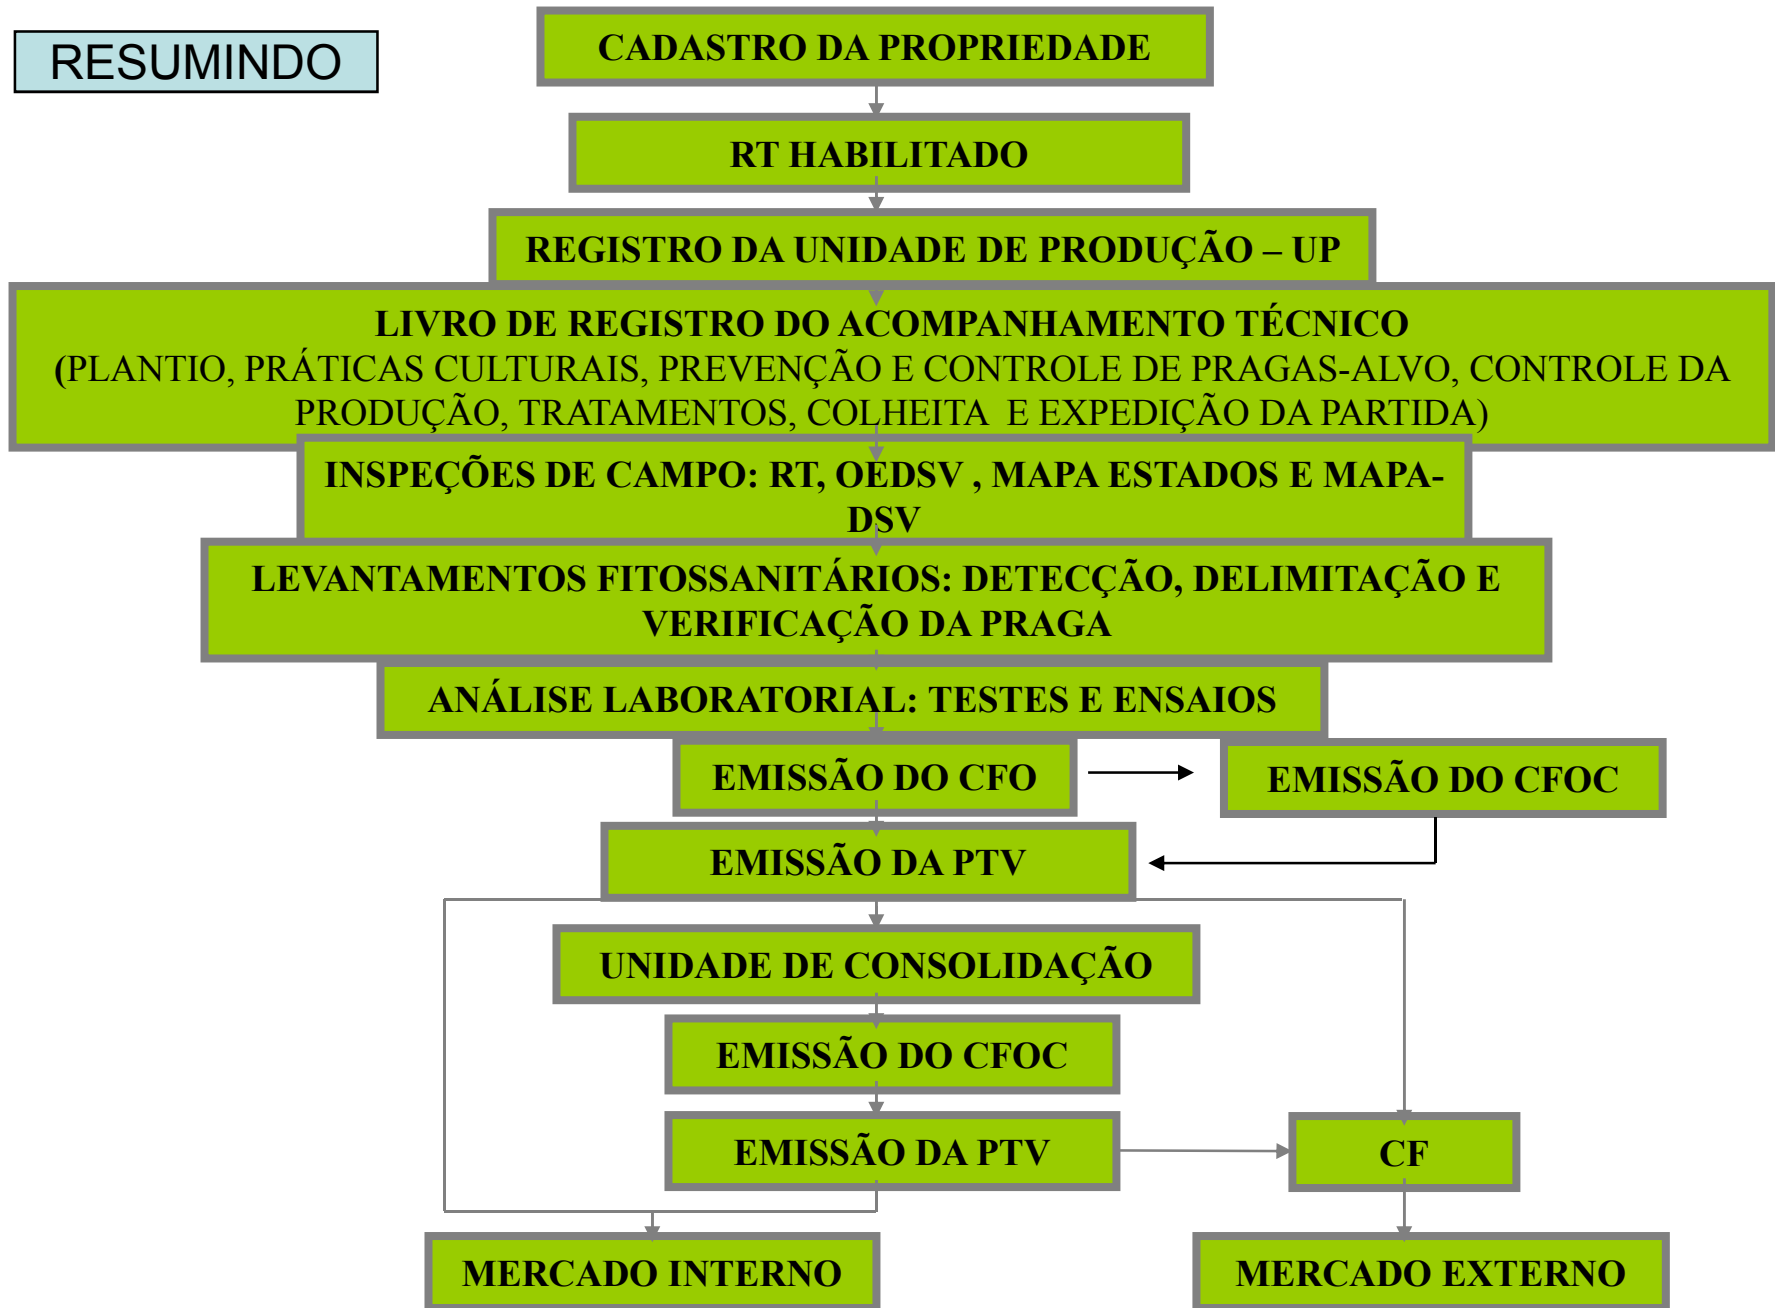 RESUMINDO
CADASTRO DA PROPRIEDADE
RT HABILITADO
REGISTRO DA UNIDADE DE PRODUÇÃO – UP
LIVRO DE REGISTRO DO ACOMPANHAMENTO TÉCNICO
(PLANTIO, PRÁTICAS CULTURAIS, PREVENÇÃO E CONTROLE DE PRAGAS-ALVO, CONTROLE DA
PRODUÇÃO, TRATAMENTOS, COLHEITA E EXPEDIÇÃO DA PARTIDA)
INSPEÇÕES DE CAMPO: RT, OEDSV , MAPA ESTADOS E MAPA-
DSV
LEVANTAMENTOS FITOSSANITÁRIOS: DETECÇÃO, DELIMITAÇÃO E
VERIFICAÇÃO DA PRAGA
ANÁLISE LABORATORIAL: TESTES E ENSAIOS
EMISSÃO DO CFO
EMISSÃO DO CFOC
EMISSÃO DA PTV
UNIDADE DE CONSOLIDAÇÃO
EMISSÃO DO CFOC
EMISSÃO DA PTV
CF
MERCADO INTERNO
MERCADO EXTERNO